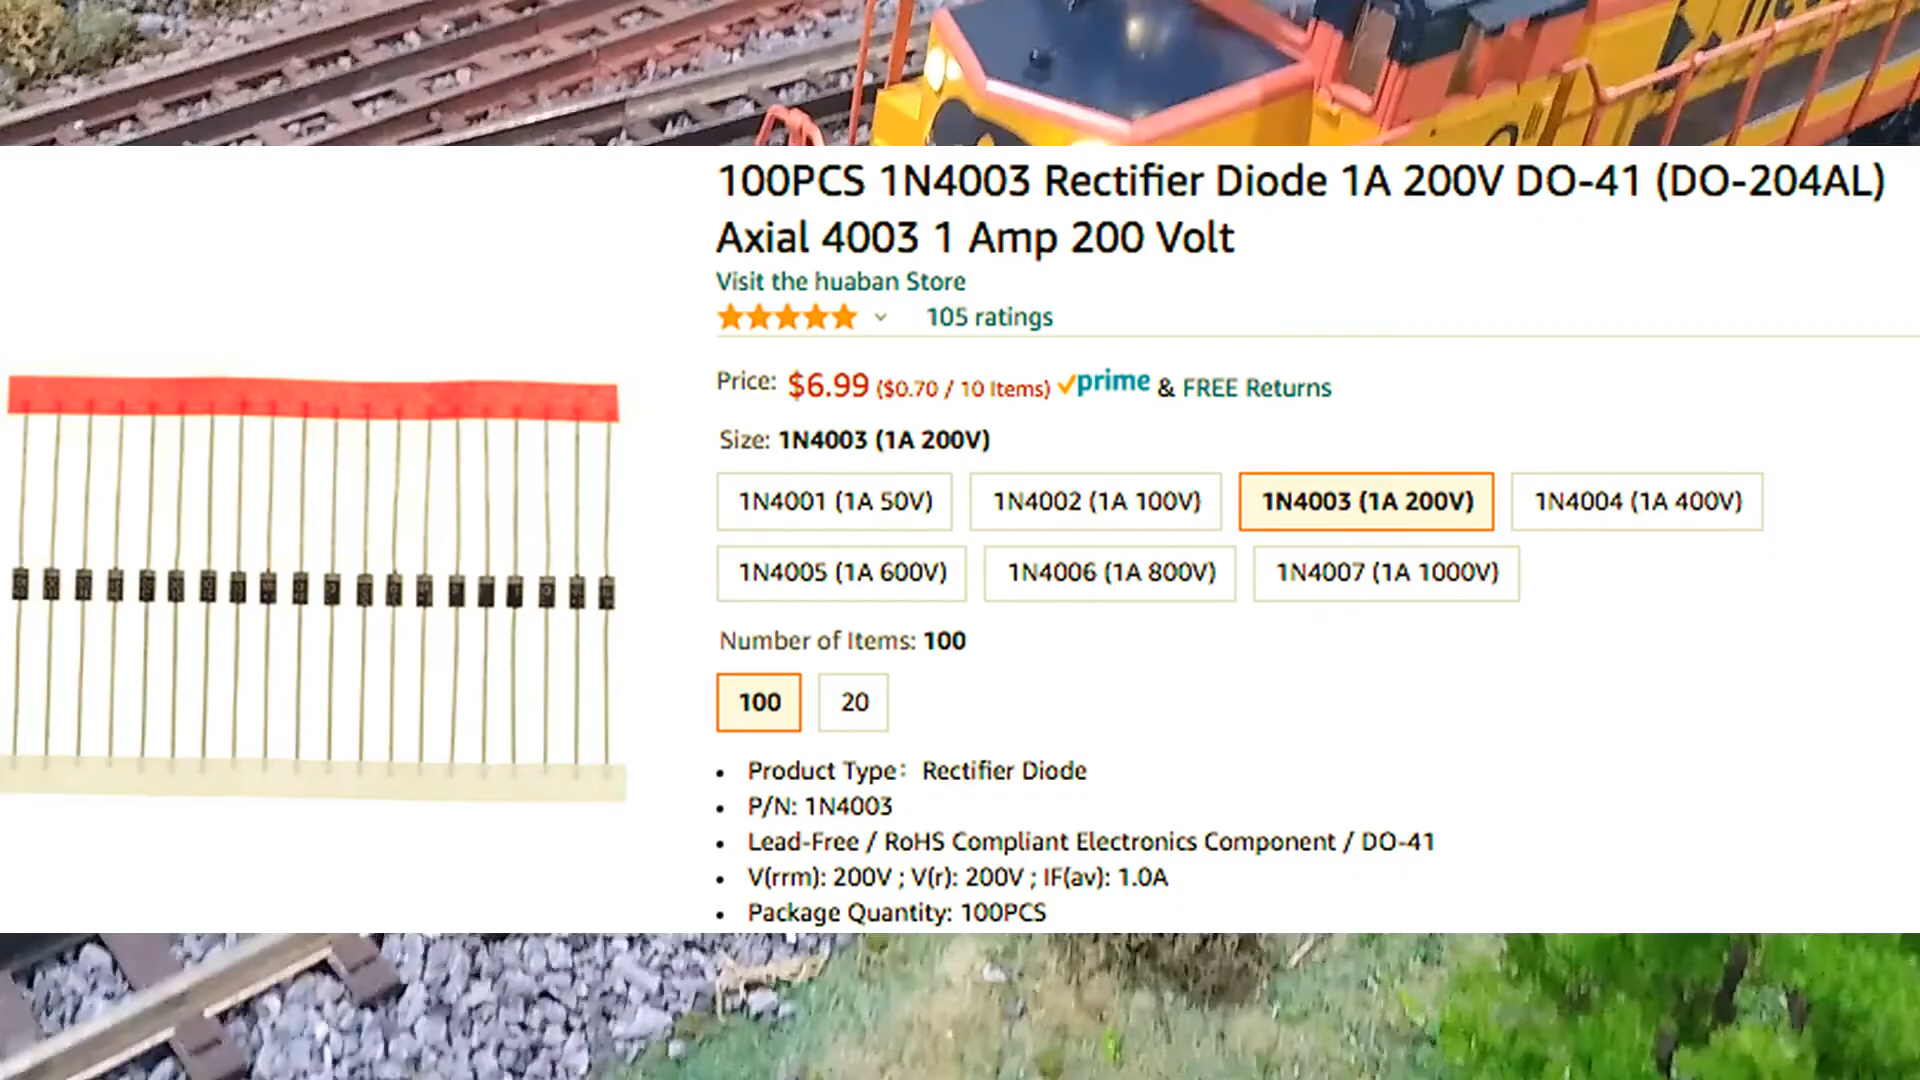 100PCS 1N4003 Rectifier Diode 1A 200V DO-41 (DO-204AL)
Axial 4003 1 Amp 200 Volt
Visit the huaban Store
105 ratings
Price: $6.99 ($0.70 / 10 Items) prime & FREE Returns
Size: 1N4003 (1A 200V)
1N4001 (1A 50V) 1N4002 (1A 100V) 1N4003 (1A 200V) 1N4004 (1A 400V)
1N4005 (1A 600V) 1N4006 (1A 800V) 1N4007 (1A 1000V)
Number of Items: 100
100 20
• Product Type: Rectifier Diode
• P/N: 1N4003
• Lead-Free / RoHS Compliant Electronics Component / DO-41
• V(rrm): 200V ; V(r): 200V ; IF(av): 1.0A
• Package Quantity: 100PCS